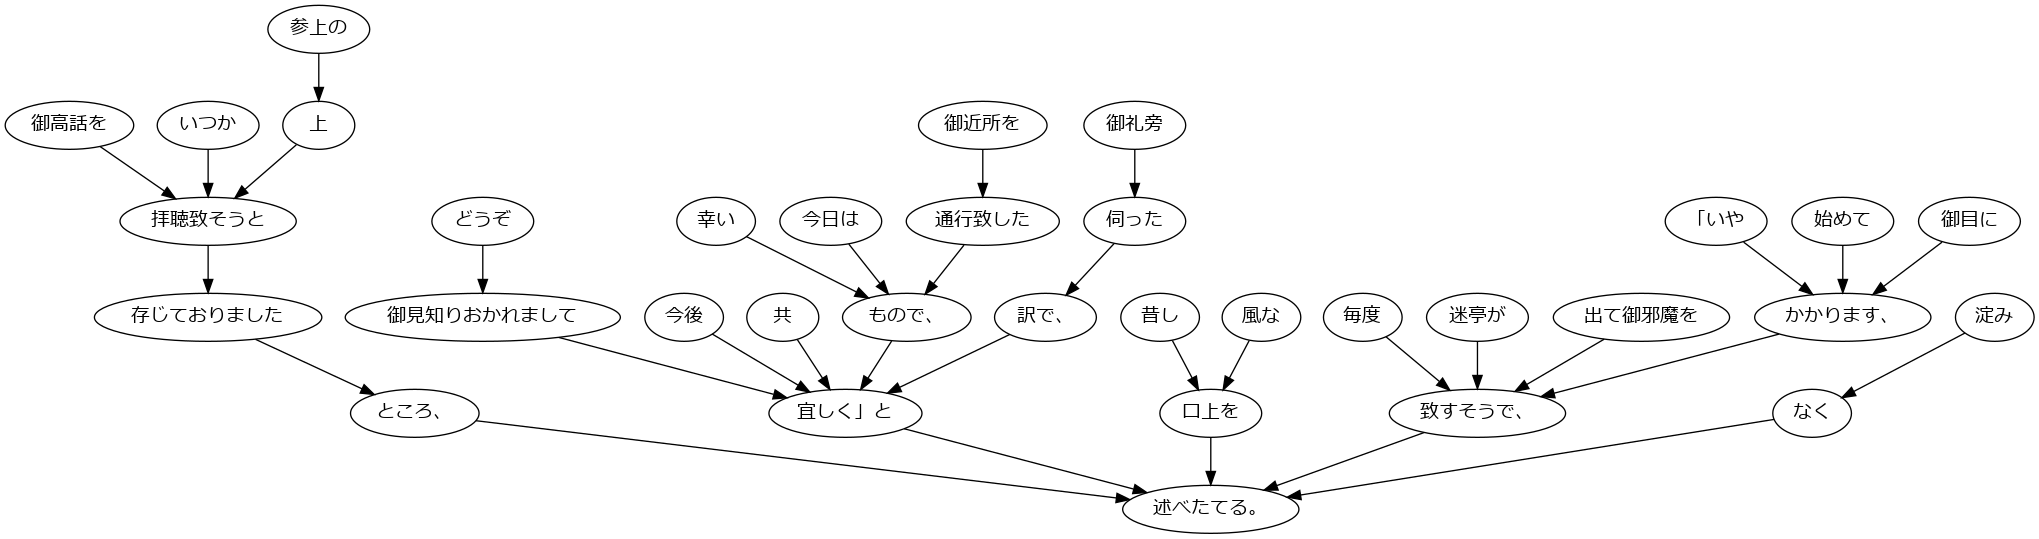 参上の
御高話を
いつか
上
御近所を
御礼旁
拝聴致そうと
どうぞ
幸い
今日は
通行致した
伺った
「いや
始めて
御目に
存じておりました
御見知りおかれまして
今後
共
もので、
訳で、
昔し
風な
毎度
迷亭が
出て御邪魔を
かかります、
淀み
ところ、
宜しく」と
口上を
致すそうで、
なく
述べたてる。